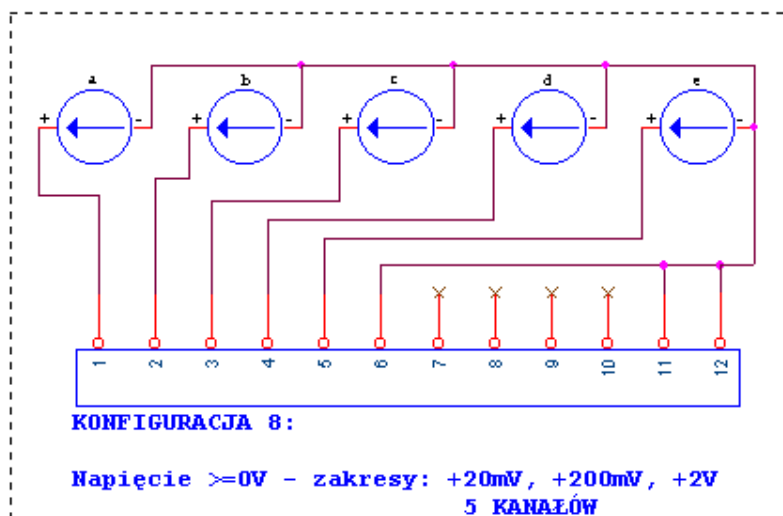 a b c d e
+ - + - + - + - + -
1 2 3 4 5 6 7 8 9 10 11 12
KONFIGURACJA 8:
Napięcie >=0V - zakresy: +20mV, +200mV, +2V
5 KANAŁÓW